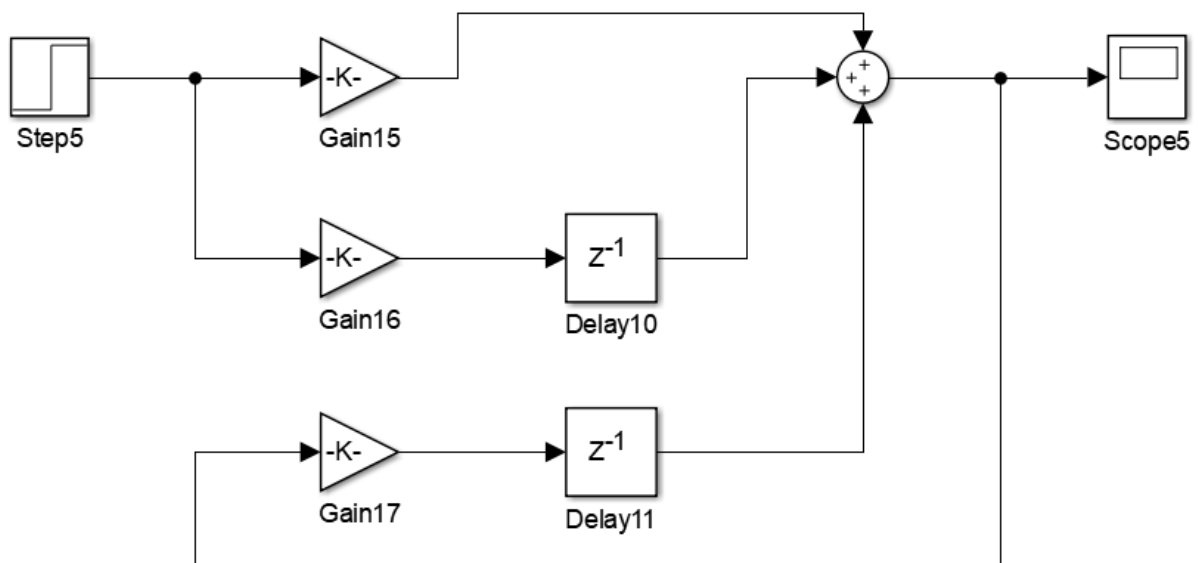 -K-
+
+
+
Step5
Gain15
Scope5
-K-
Z-1
Gain16
Delay10
-K-
Z-1
Gain17
Delay11